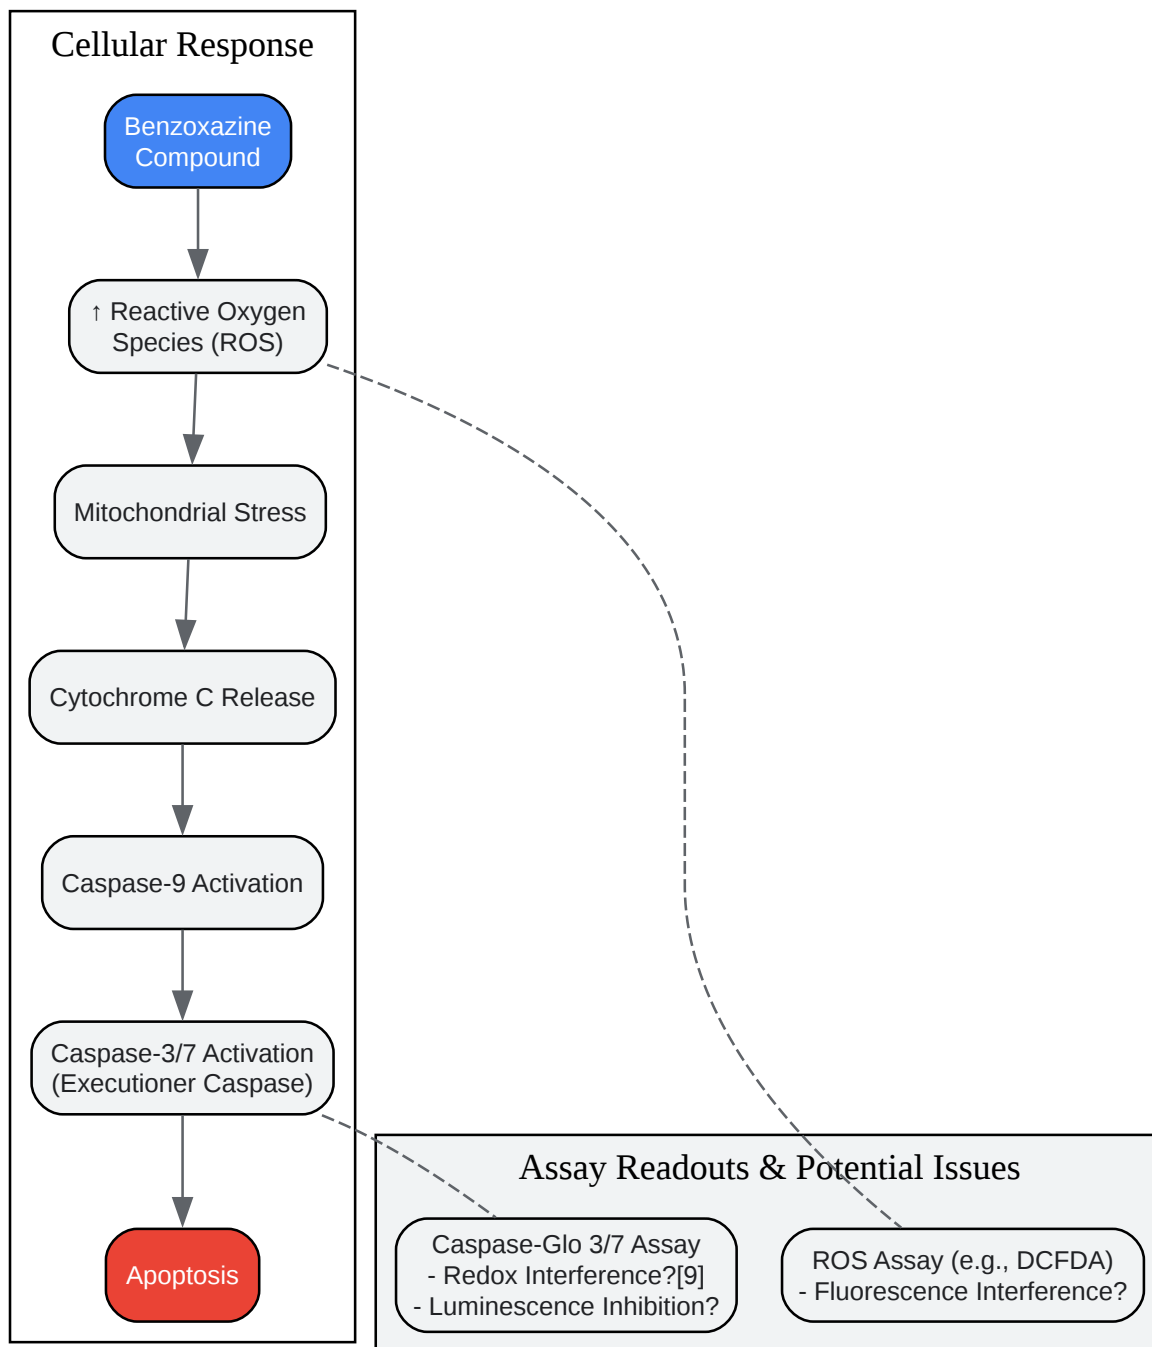 Cellular Response
Benzoxazine
Compound
↑ Reactive Oxygen
Species (ROS)
Mitochondrial Stress
Cytochrome C Release
Caspase-9 Activation
Caspase-3/7 Activation
(Executioner Caspase)
Apoptosis
Assay Readouts & Potential Issues
Caspase-Glo 3/7 Assay
- Redox Interference?[9]
- Luminescence Inhibition?
ROS Assay (e.g., DCFDA)
- Fluorescence Interference?